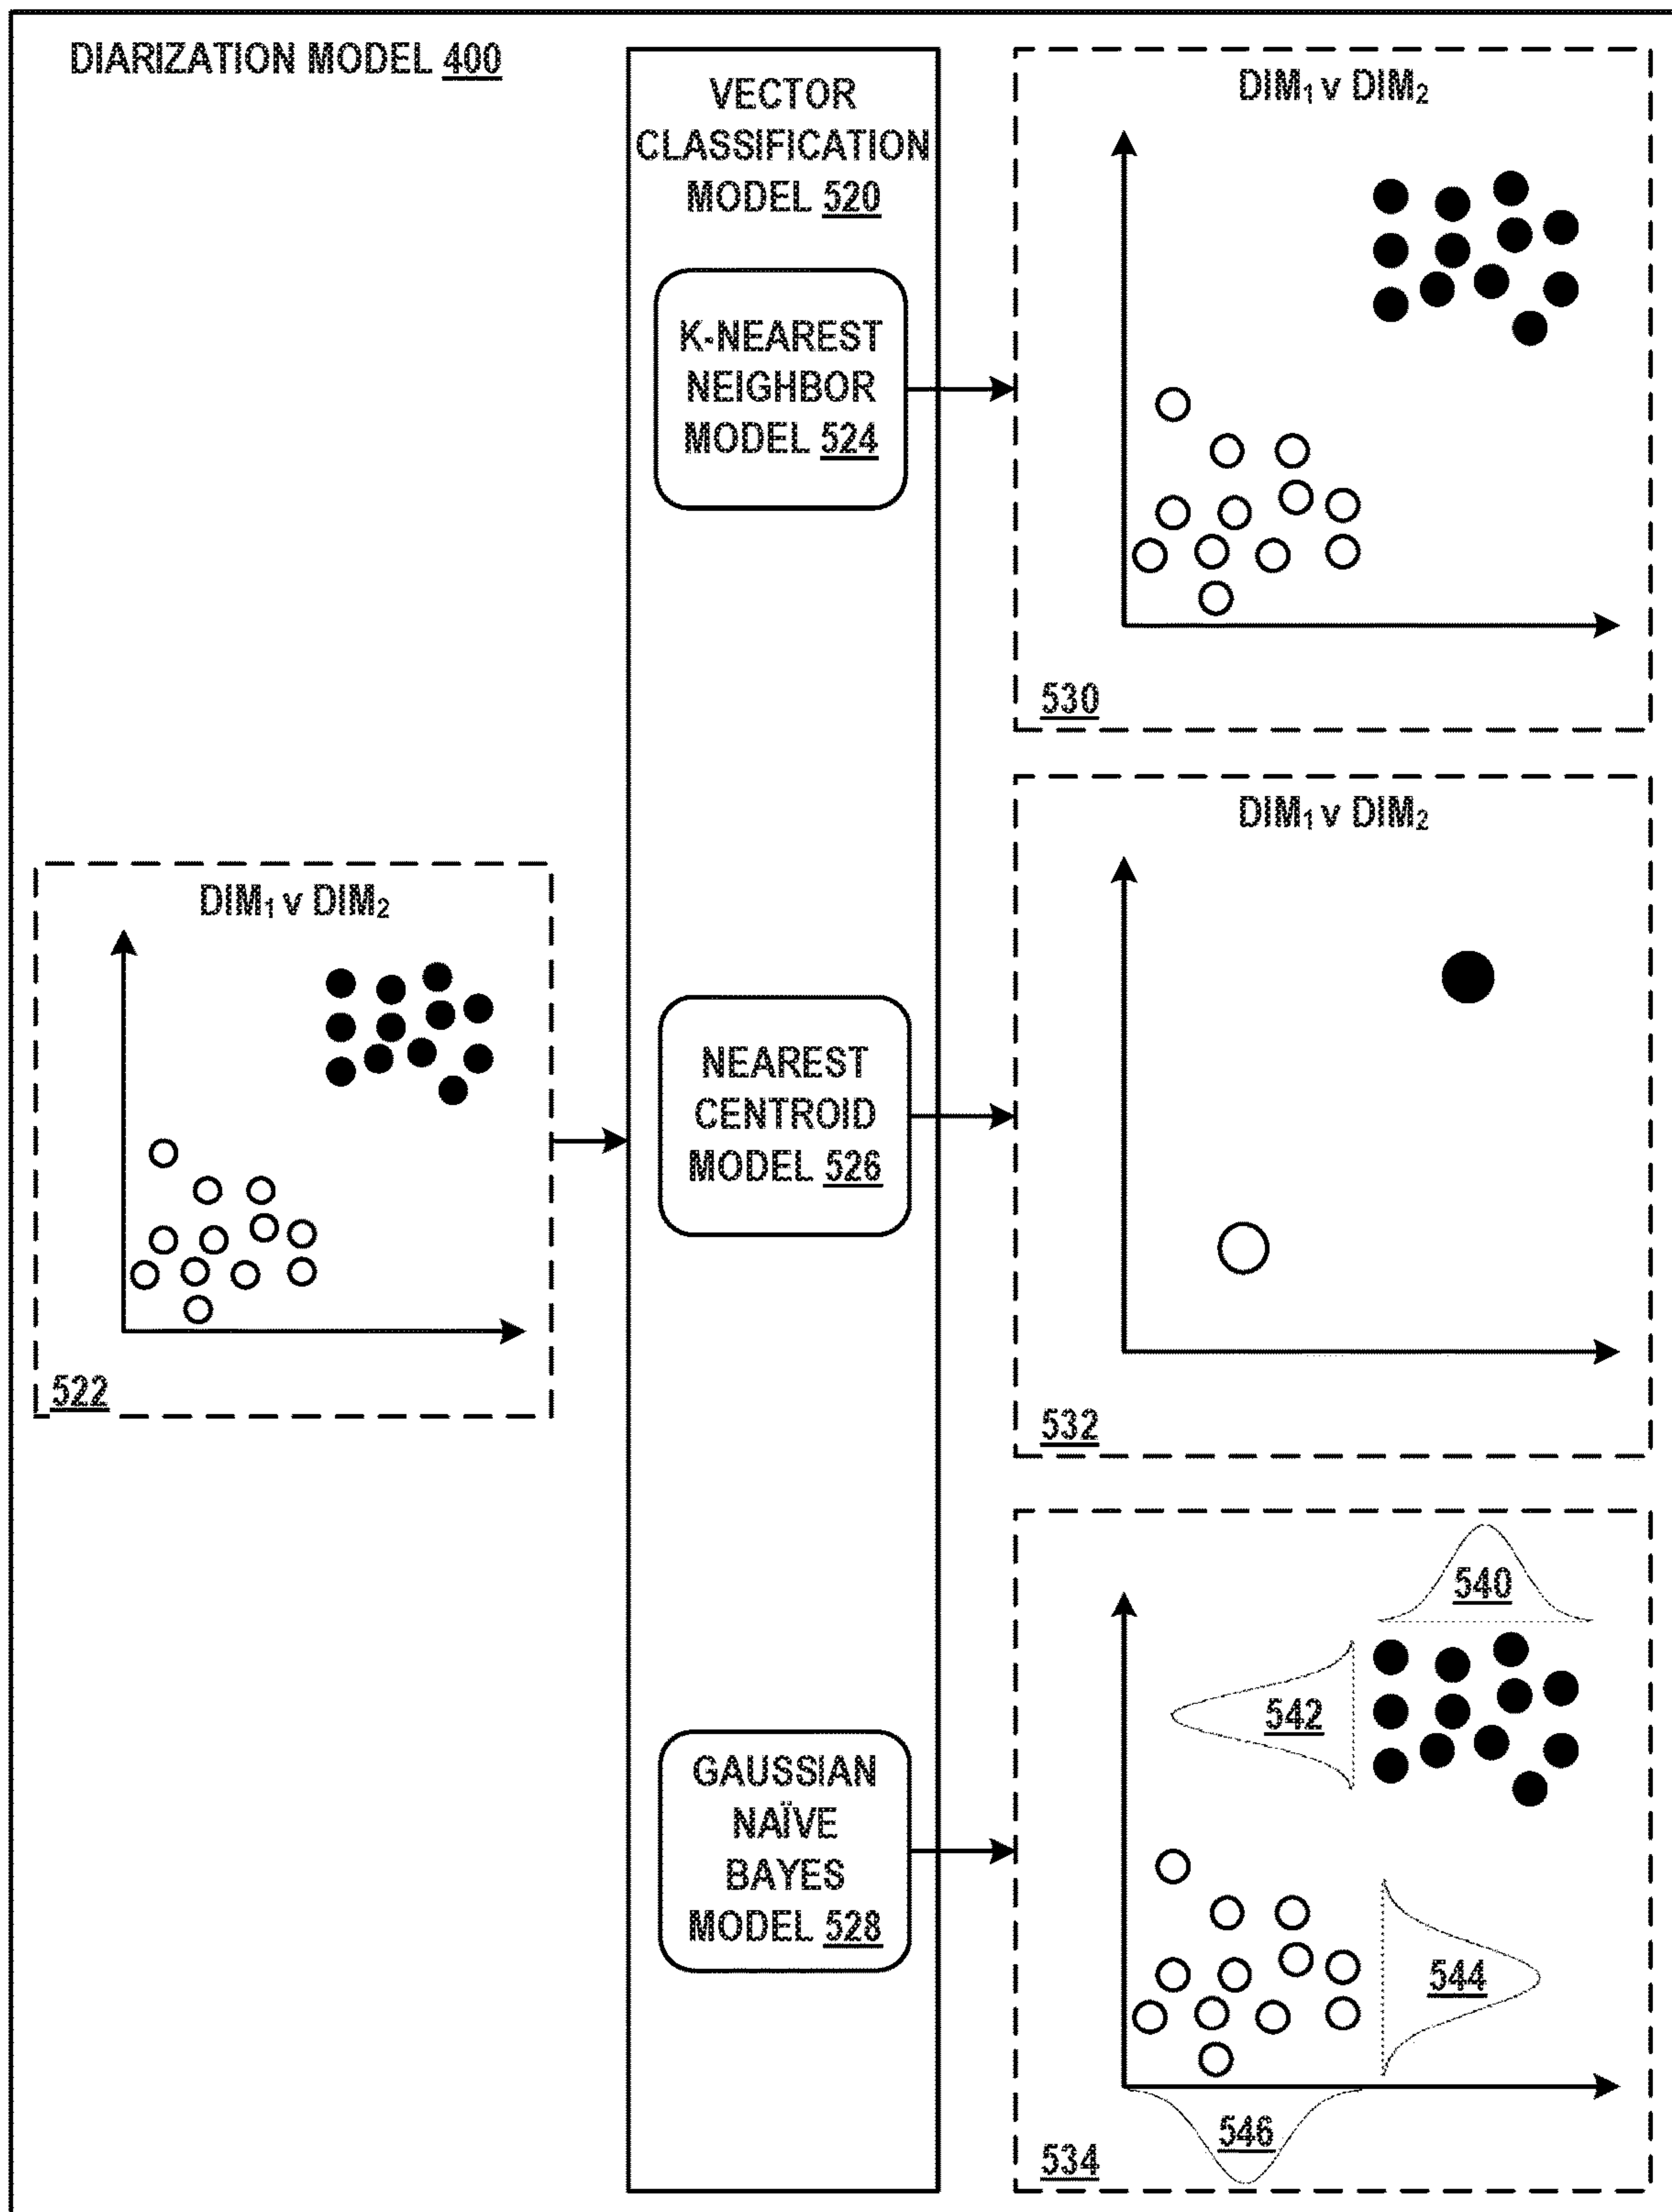 DIARIZATION MODEL 400
VECTOR
CLASSIFICATION
MODEL 520
K-NEAREST
NEIGHBOR
MODEL 524
DIM₁ v DIM₂
530
DIM₁ v DIM₂
522
NEAREST
CENTROID
MODEL 526
DIM₁ v DIM₂
532
GAUSSIAN
NAÏVE
BAYES
MODEL 528
540
542
544
546
534